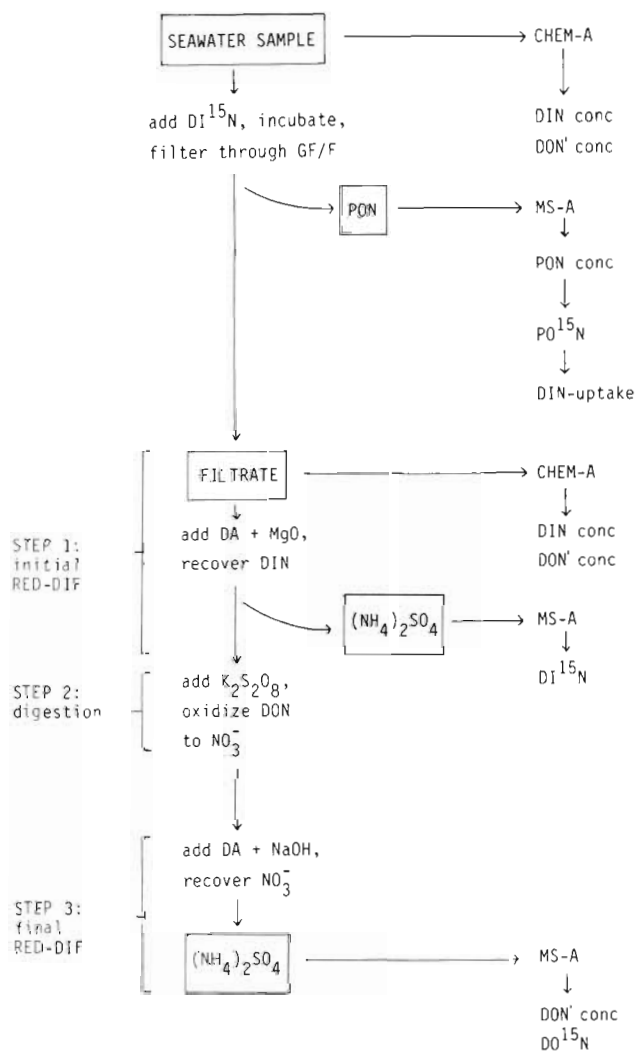 SEAWATER SAMPLE
CHEM-A
DIN conc
DON' conc
add DI¹⁵N, incubate,
filter through GF/F
PON
MS-A
PON conc
PO¹⁵N
DIN-uptake
STEP 1:
initial
RED-DIF
FILTRATE
CHEM-A
DIN conc
DON' conc
add DA + MgO,
recover DIN
(NH₄)₂SO₄
MS-A
DI¹⁵N
STEP 2:
digestion
add K₂S₂O₈,
oxidize DON
to NO₃⁻
STEP 3:
final
RED-DIF
add DA + NaOH,
recover NO₃⁻
(NH₄)₂SO₄
MS-A
DON' conc
DO¹⁵N